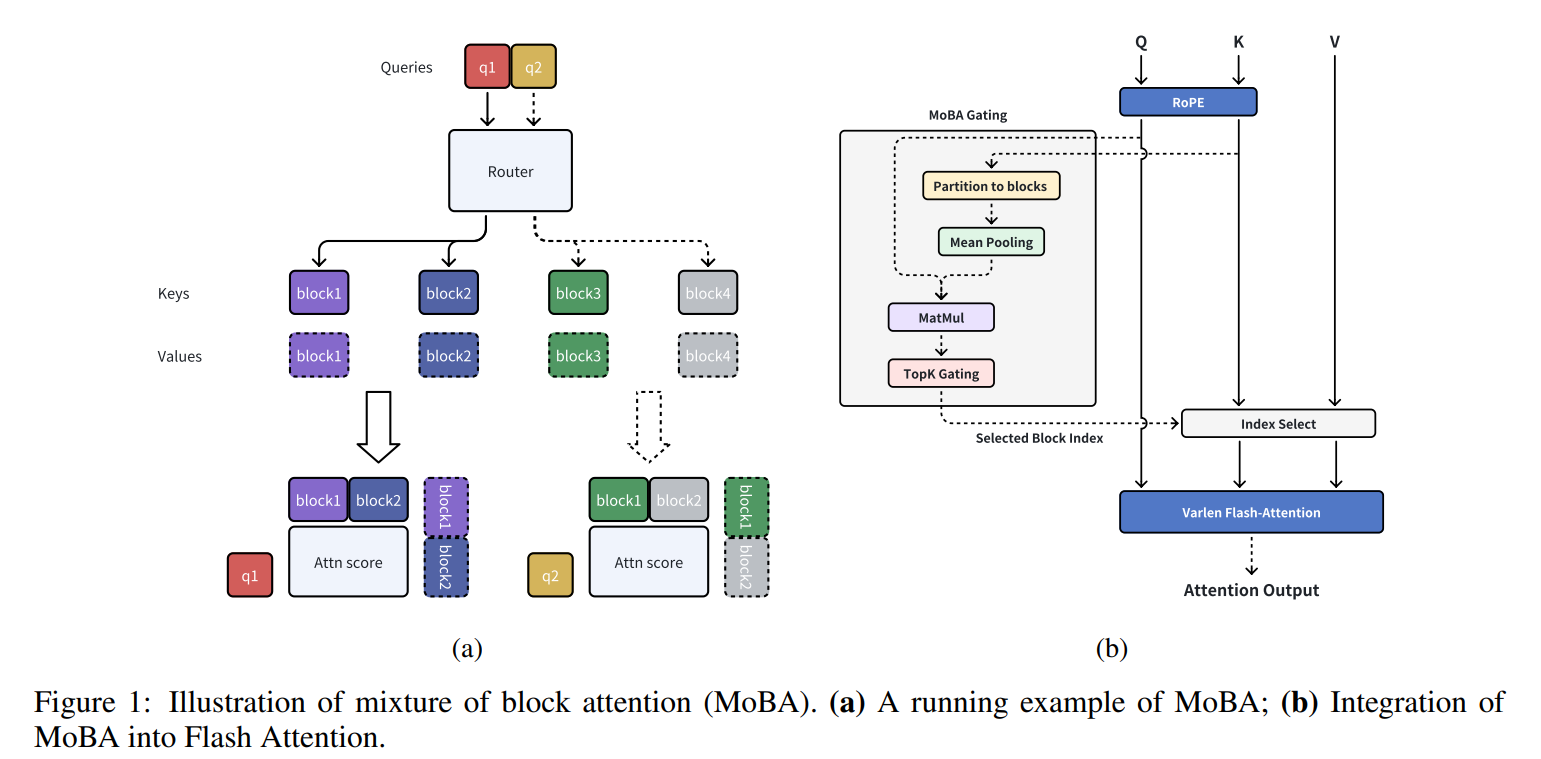 Queries
q1
q2
Router
Keys
block1
block2
block3
block4
Values
block1
block2
block3
block4
block1
block2
block1
block2
q1
Attn score
block1
block2
block1
block2
q2
Attn score
(a)
Q
K
V
RoPE
MoBA Gating
Partition to blocks
Mean Pooling
MatMul
TopK Gating
Selected Block Index
Index Select
Varlen Flash-Attention
Attention Output
(b)
Figure 1: Illustration of mixture of block attention (MoBA). (a) A running example of MoBA; (b) Integration of
MoBA into Flash Attention.